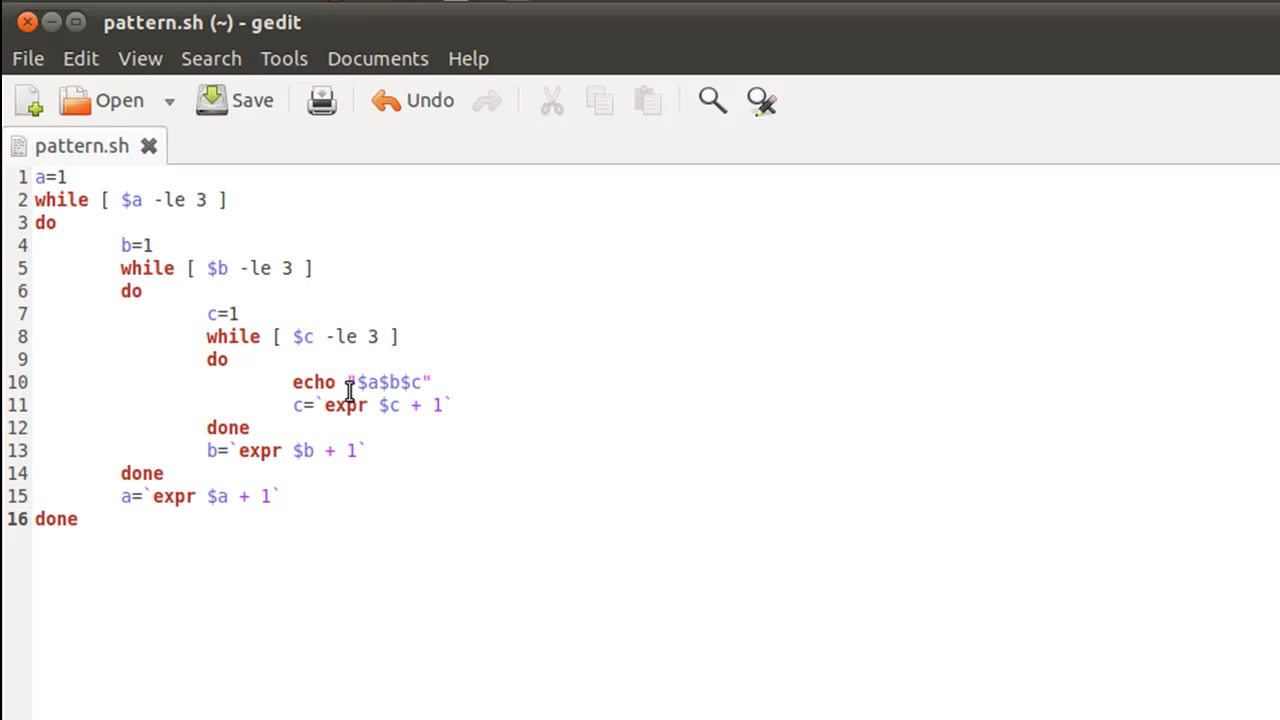 pattern.sh (~) - gedit
File Edit View Search Tools Documents Help
Open Save Undo
pattern.sh
1 a=1
2 while [ $a -le 3 ]
3 do
4 b=1
5 while [ $b -le 3 ]
6 do
7 c=1
8 while [ $c -le 3 ]
9 do
10 echo "$a$b$c"
11 c=`expr $c + 1`
12 done
13 b=`expr $b + 1`
14 done
15 a=`expr $a + 1`
16 done